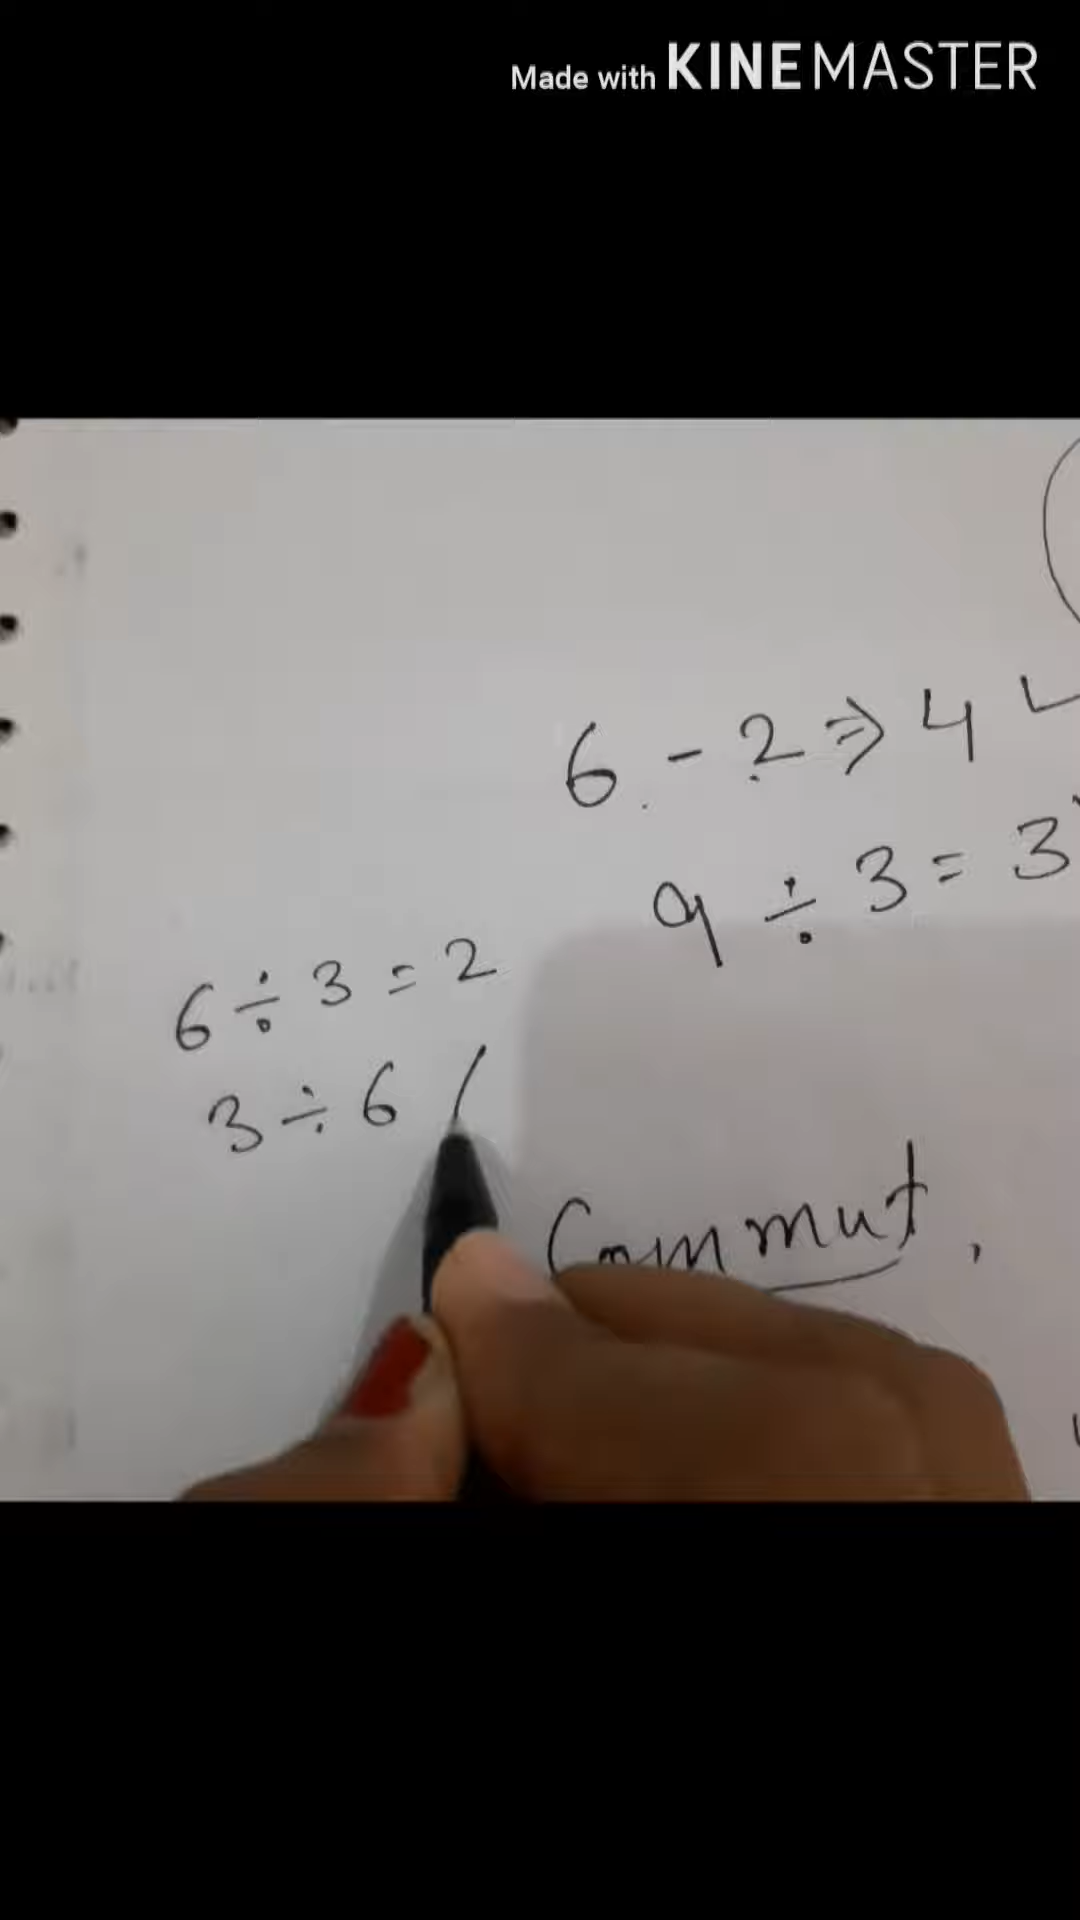 Made with KINEMASTER
6 - 2 ⇒ 4
9 ÷ 3 = 3
6 ÷ 3 = 2
3 ÷ 6 (
Commut,